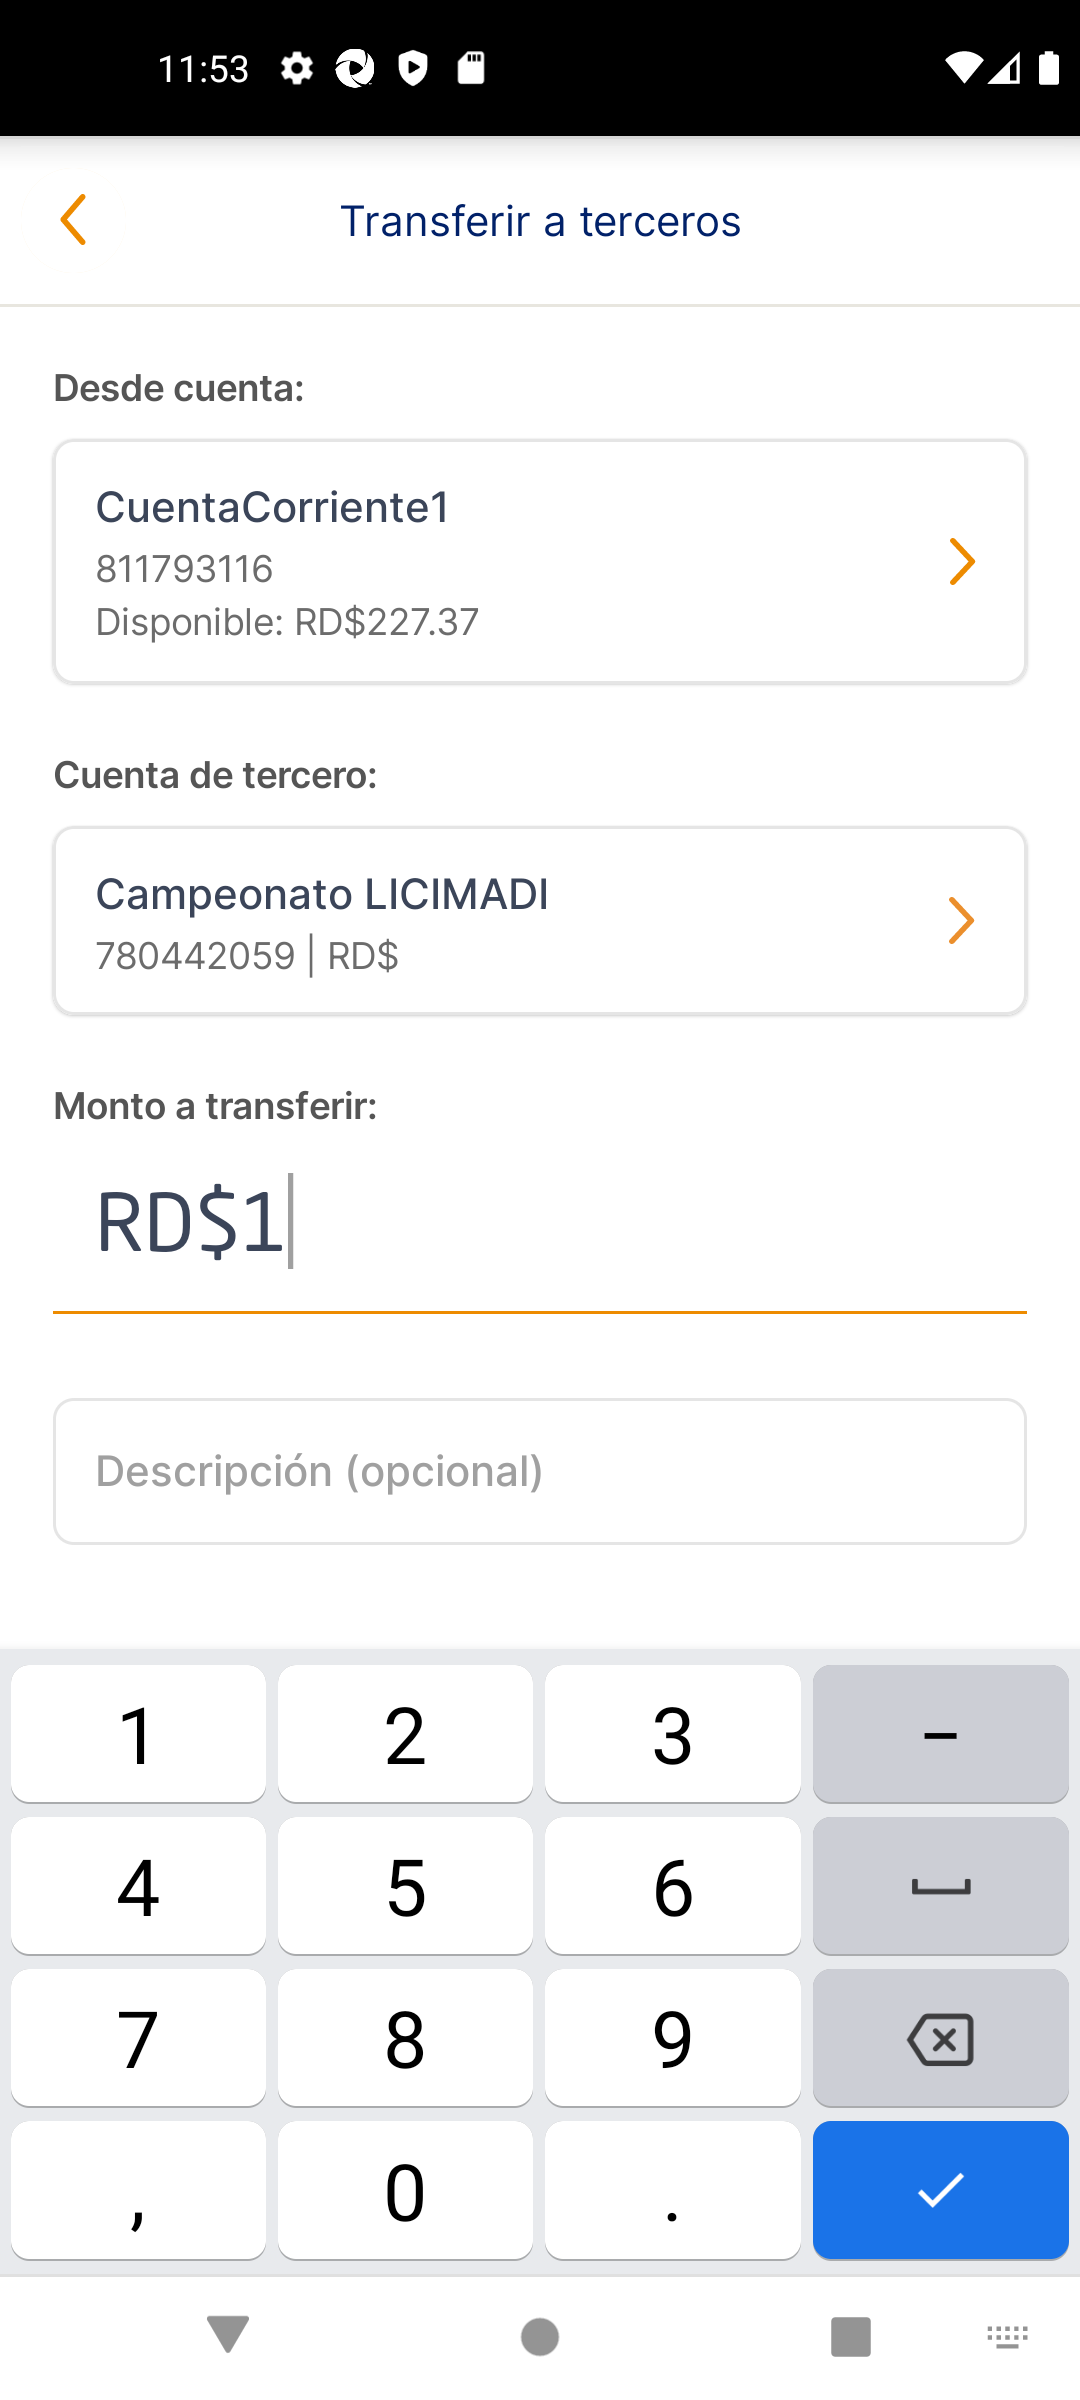 11:53
Transferir a terceros
Desde cuenta:
CuentaCorriente1
811793116
Disponible: RD$227.37
Cuenta de tercero:
Campeonato LICIMADI
780442059 | RD$
Monto a transferir:
RD$1
Descripción (opcional)
1 2 3 -
4 5 6
7 8 9
, 0 .